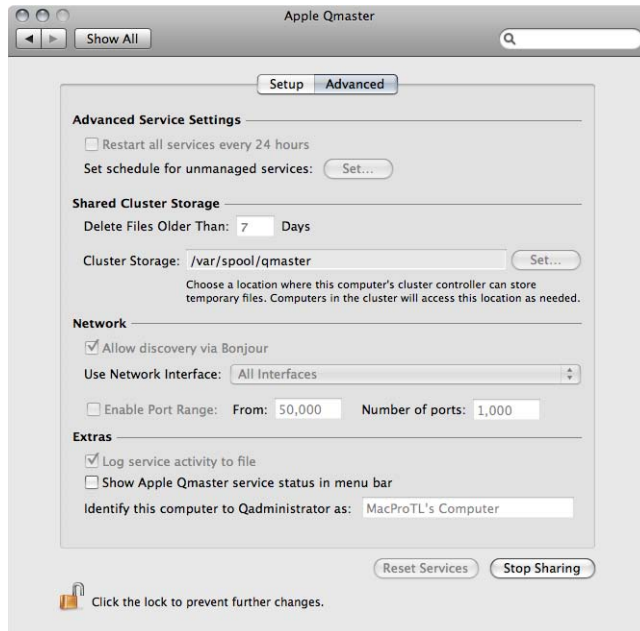 Apple Qmaster
Show All
Setup Advanced
Advanced Service Settings
Restart all services every 24 hours
Set schedule for unmanaged services: Set...
Shared Cluster Storage
Delete Files Older Than: 7 Days
Cluster Storage: /var/spool/qmaster Set...
Choose a location where this computer's cluster controller can store
temporary files. Computers in the cluster will access this location as needed.
Network
Allow discovery via Bonjour
Use Network Interface: All Interfaces
Enable Port Range: From: 50,000 Number of ports: 1,000
Extras
Log service activity to file
Show Apple Qmaster service status in menu bar
Identify this computer to Qadministrator as: MacProTL's Computer
Reset Services Stop Sharing
Click the lock to prevent further changes.